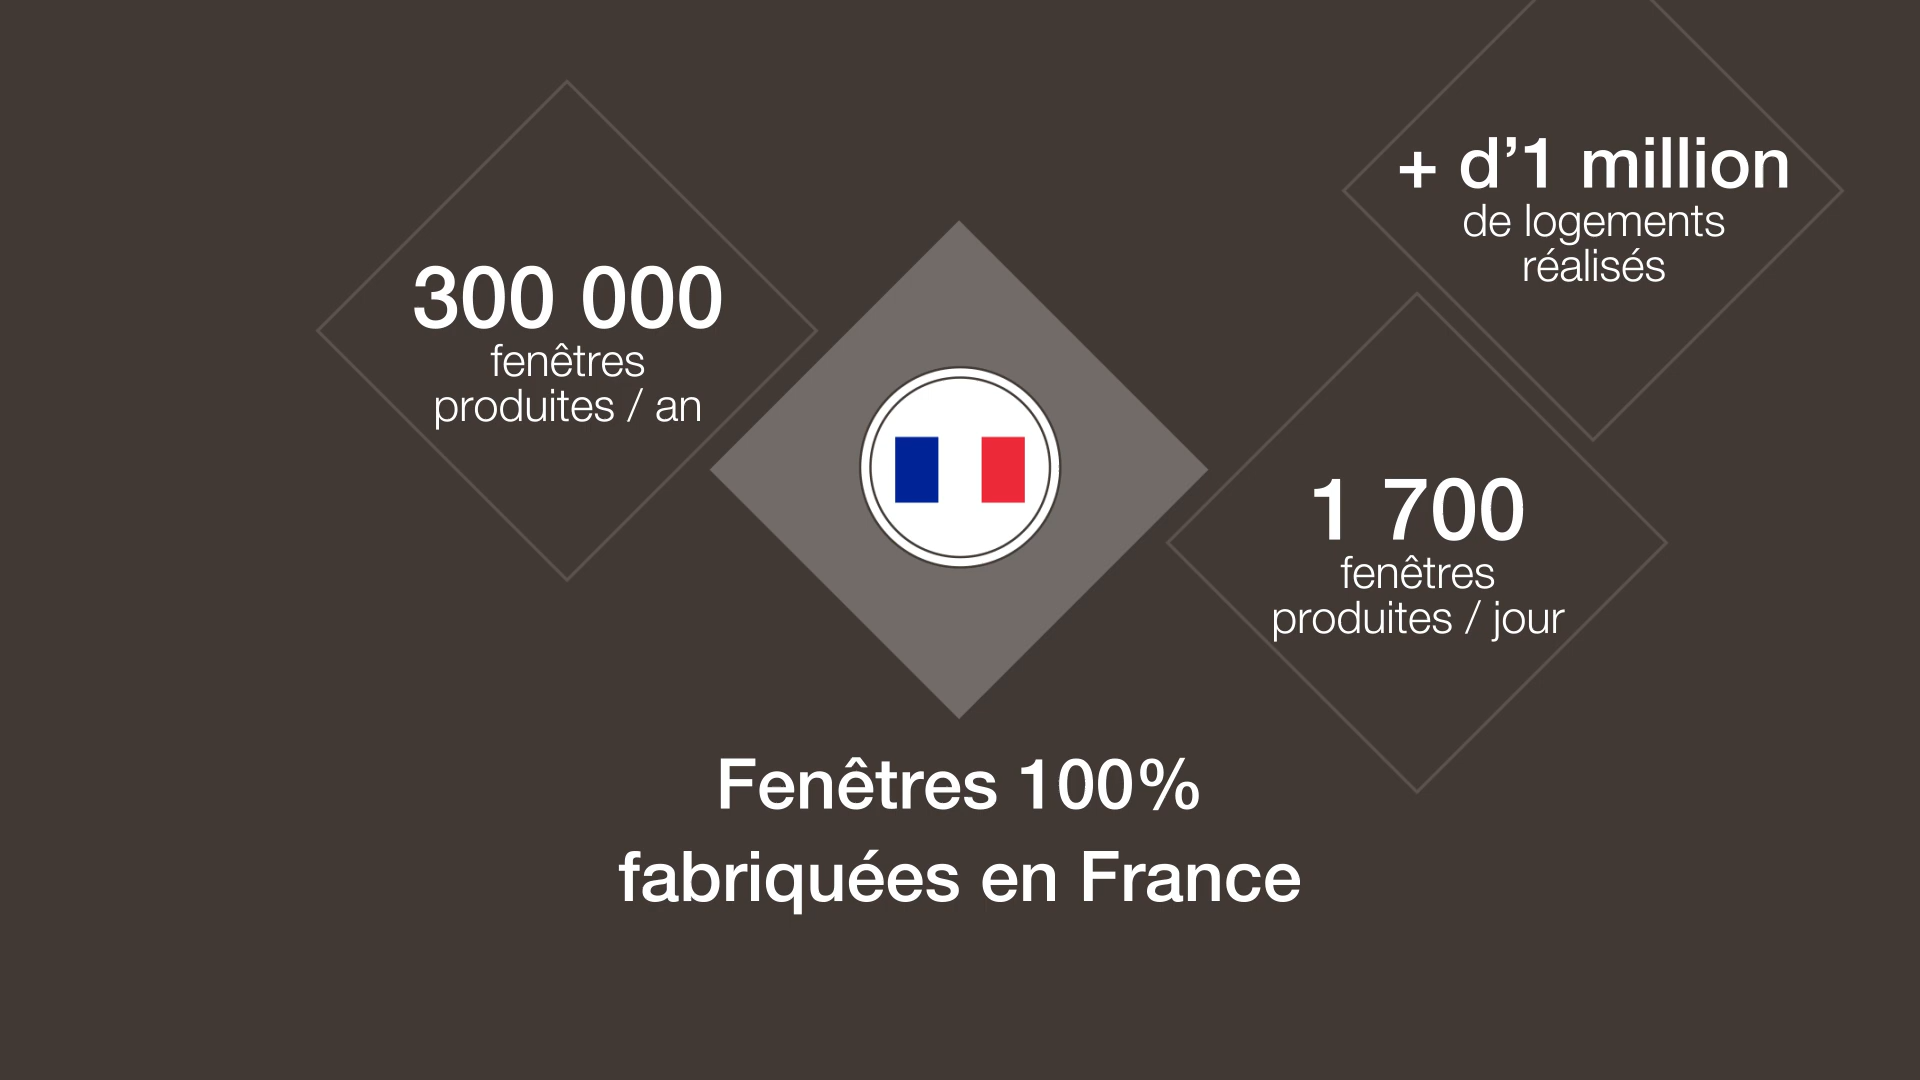 300 000
fenêtres
produites / an
+ d’1 million
de logements
réalisés
1 700
fenêtres
produites / jour
Fenêtres 100%
fabriquées en France